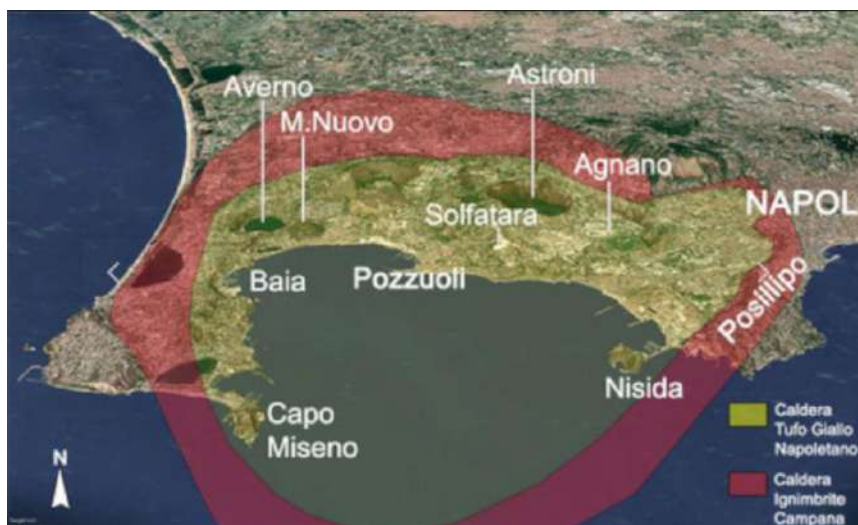 Averno
Astroni
M.Nuovo
Agnano
NAPOL
Solfatara
Baia
Pozzuoli
Posillipo
Nisida
Capo
Miseno
Caldera
Tufo Giallo
Napoletano
N
Caldera
Ignimbrite
Campana